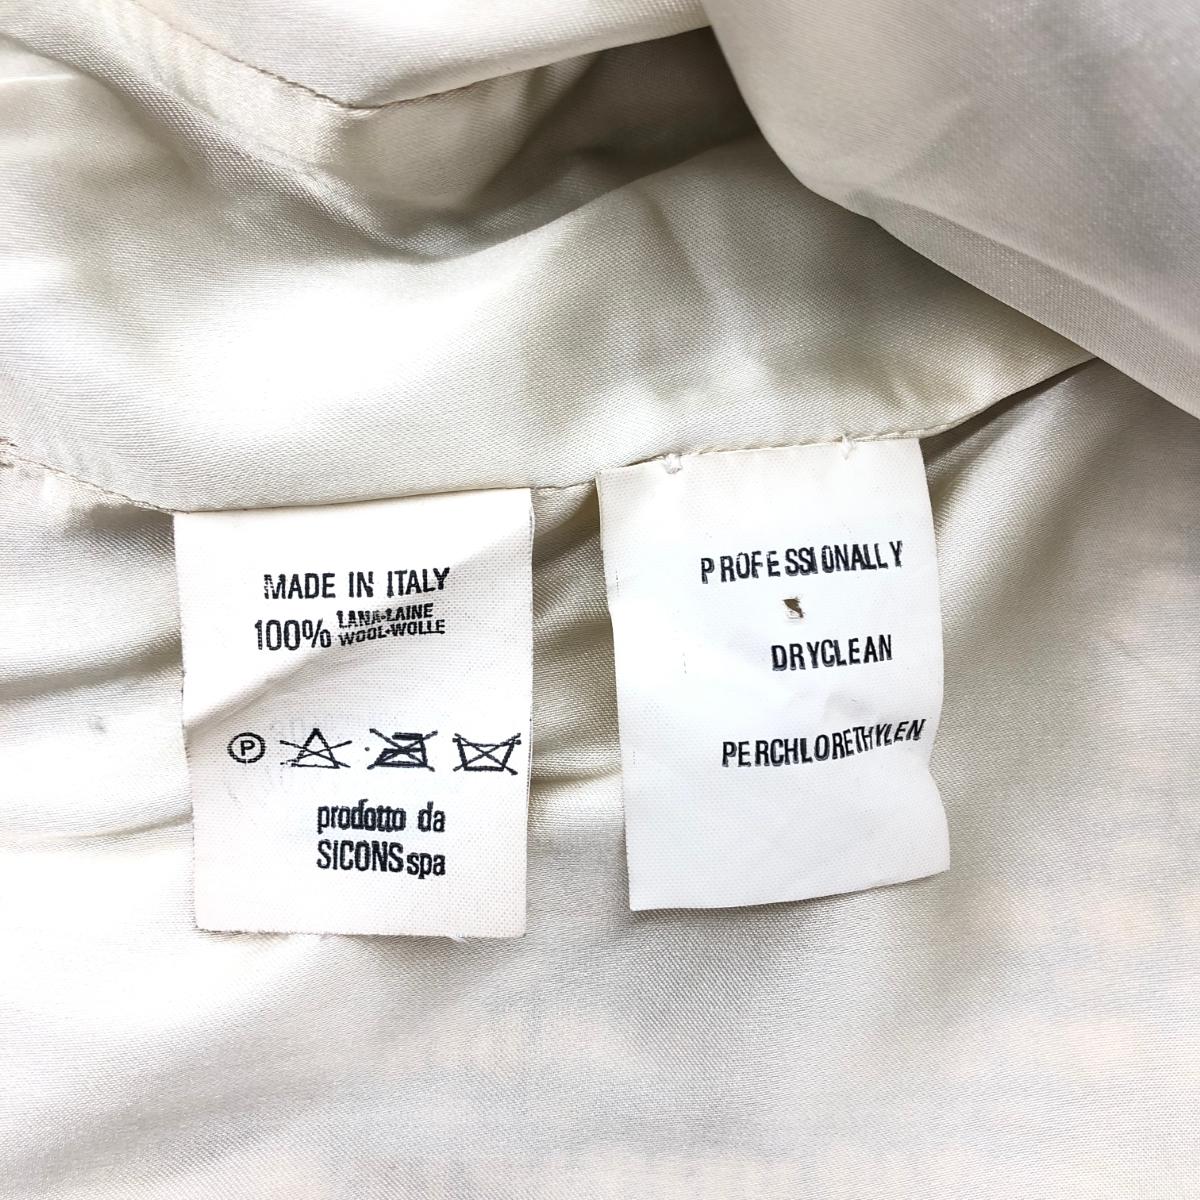 MADE IN ITALY
100% LANA-LAINE
WOOL-WOLLE
P
prodotto da
SICONS spa
PROFESSIONALLY
DRYCLEAN
PERCHLORETHYLEN